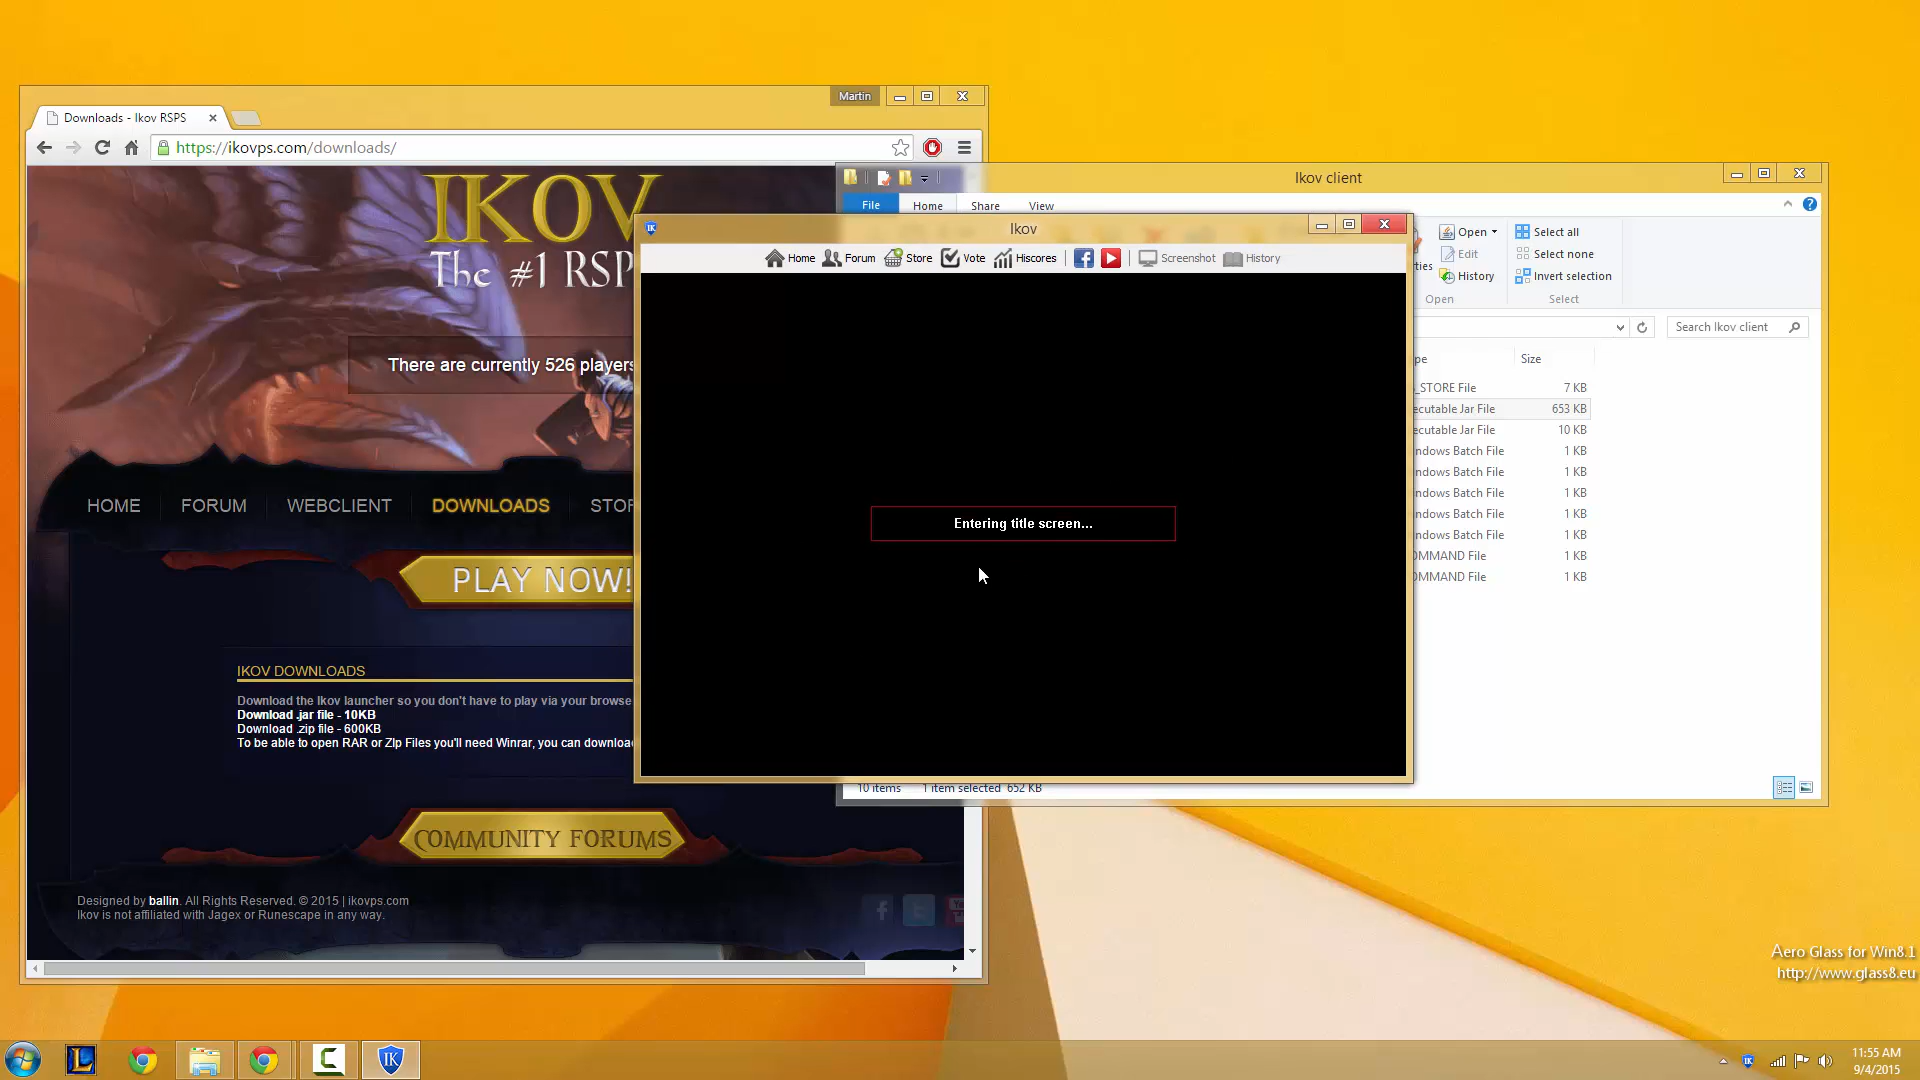 Martin
Downloads - Ikov RSPS
https://ikovps.com/downloads/
IKOV
The #1 RSP
There are currently 526 players
HOME
FORUM
WEBCLIENT
DOWNLOADS
PLAY NOW!
IKOV DOWNLOADS
Download the Ikov launcher so you don't have to play via your browse
Download .jar file - 10KB
Download .zip file - 600KB
To be able to open RAR or ZIp Files you'll need Winrar, you can downloa
COMMUNITY FORUMS
Designed by ballin. All Rights Reserved. © 2015 | ikovps.com
Ikov is not affiliated with Jagex or Runescape in any way.
Ikov client
File
Home
Share
View
Open
Edit
History
Open
Select all
Select none
Invert selection
Select
Search Ikov client
Size
_STORE File 7 KB
ecutable Jar File 653 KB
ecutable Jar File 10 KB
ndows Batch File 1 KB
ndows Batch File 1 KB
ndows Batch File 1 KB
ndows Batch File 1 KB
ndows Batch File 1 KB
OMMAND File 1 KB
OMMAND File 1 KB
10 items
1 item selected 652 KB
Ikov
Home
Forum
Store
Vote
Hiscores
Screenshot
History
Entering title screen...
Aero Glass for Win8.1
http://www.glass8.eu
11:55 AM
9/4/2015